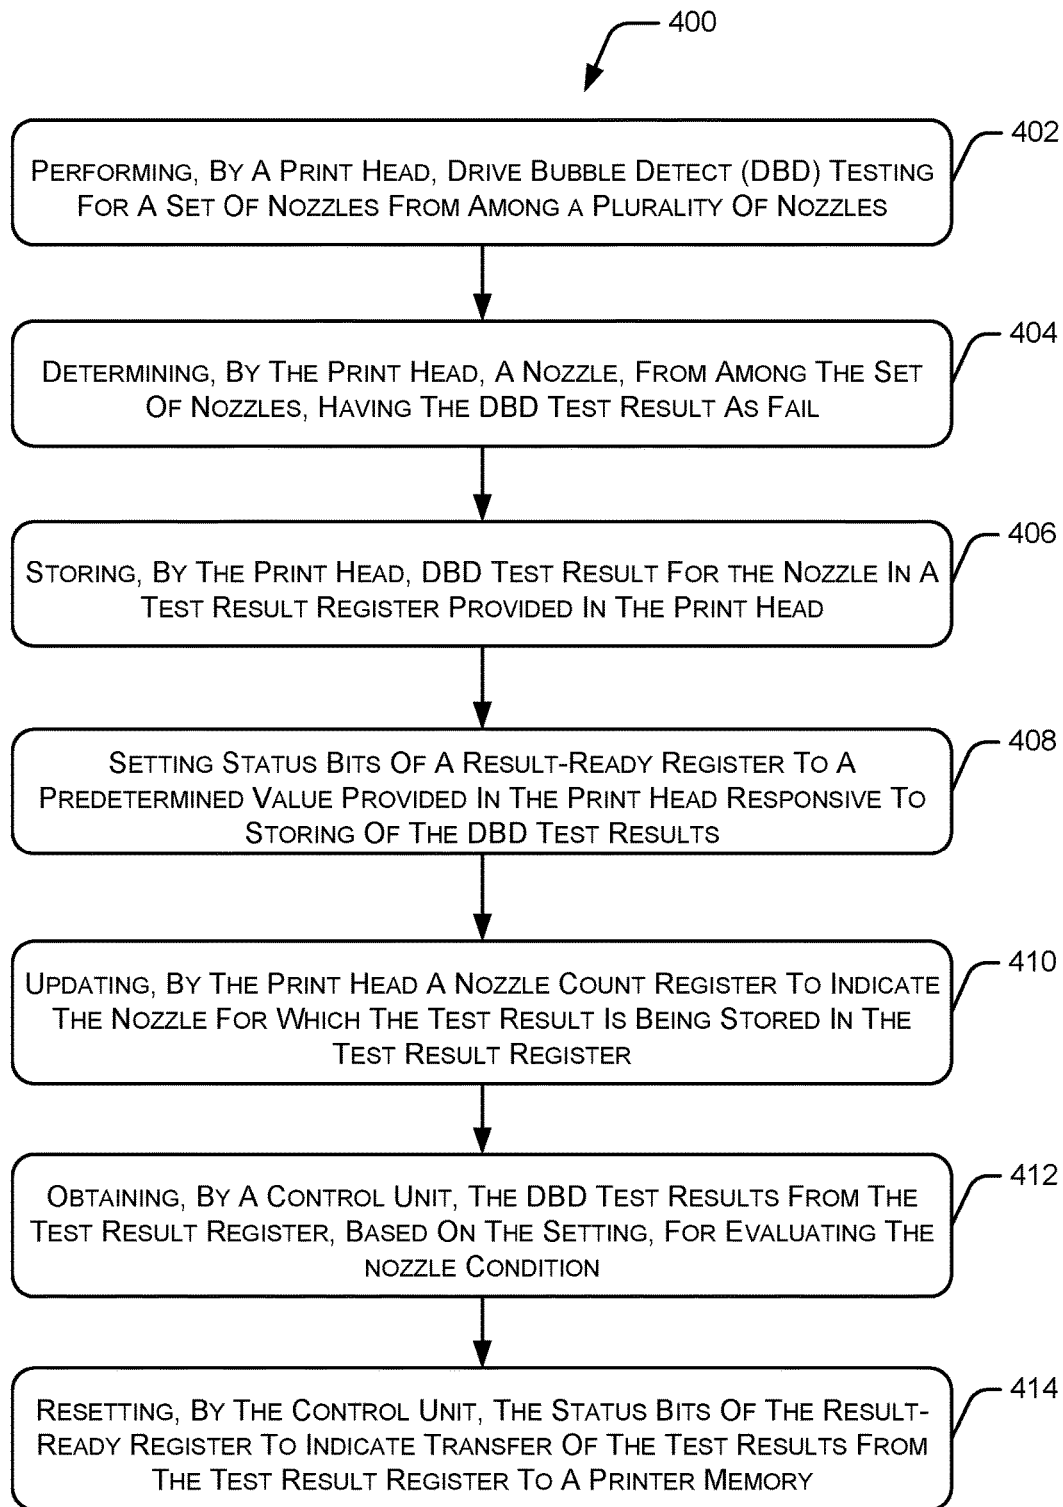 400
402
PERFORMING, BY A PRINT HEAD, DRIVE BUBBLE DETECT (DBD) TESTING
FOR A SET OF NOZZLES FROM AMONG A PLURALITY OF NOZZLES
404
DETERMINING, BY THE PRINT HEAD, A NOZZLE, FROM AMONG THE SET
OF NOZZLES, HAVING THE DBD TEST RESULT AS FAIL
406
STORING, BY THE PRINT HEAD, DBD TEST RESULT FOR THE NOZZLE IN A
TEST RESULT REGISTER PROVIDED IN THE PRINT HEAD
408
SETTING STATUS BITS OF A RESULT-READY REGISTER TO A
PREDETERMINED VALUE PROVIDED IN THE PRINT HEAD RESPONSIVE TO
STORING OF THE DBD TEST RESULTS
410
UPDATING, BY THE PRINT HEAD A NOZZLE COUNT REGISTER TO INDICATE
THE NOZZLE FOR WHICH THE TEST RESULT IS BEING STORED IN THE
TEST RESULT REGISTER
412
OBTAINING, BY A CONTROL UNIT, THE DBD TEST RESULTS FROM THE
TEST RESULT REGISTER, BASED ON THE SETTING, FOR EVALUATING THE
NOZZLE CONDITION
414
RESETTING, BY THE CONTROL UNIT, THE STATUS BITS OF THE RESULT-
READY REGISTER TO INDICATE TRANSFER OF THE TEST RESULTS FROM
THE TEST RESULT REGISTER TO A PRINTER MEMORY